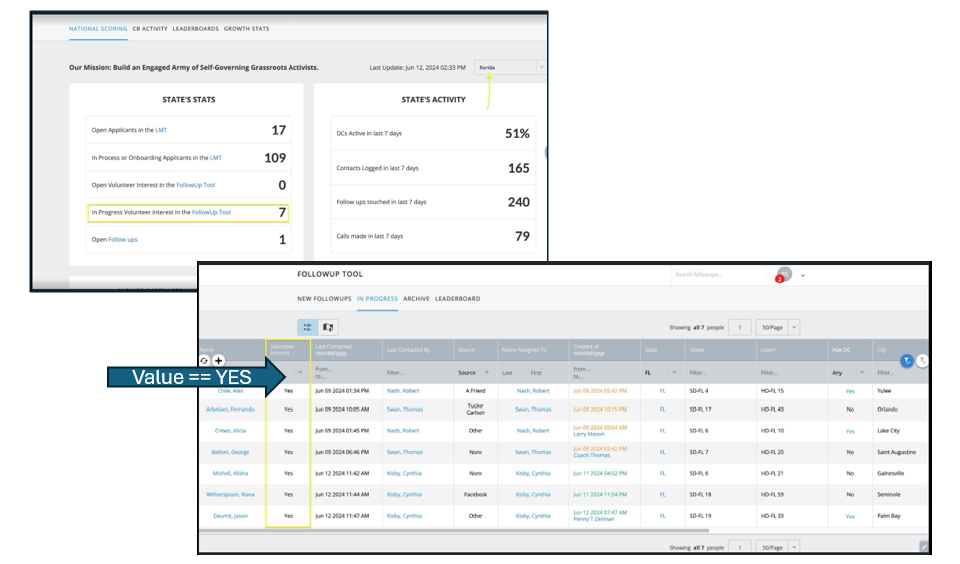 NATIONAL SCORING CB ACTIVITY LEADERBOARDS GROWTH STATS
Our Mission: Build an Engaged Army of Self-Governing Grassroots Activists. Last Update: Jun 12, 2024 02:33 PM Florida
STATE'S STATS
Open Applicants in the LMT 17
In Process or Onboarding Applicants in the LMT 109
Open Volunteer Interest in the FollowUp Tool 0
In Progress Volunteer Interest in the FollowUp Tool 7
Open Follow ups 1
STATE'S ACTIVITY
DCs Active in last 7 days 51%
Contacts Logged in last 7 days 165
Follow ups touched in last 7 days 240
Calls made in last 7 days 79
FOLLOWUP TOOL Search followups... 2
NEW FOLLOWUPS IN PROGRESS ARCHIVE LEADERBOARD
Showing all 7 people 1 50/Page
Name Volunteer Interest Last Contacted mm/dd/yyyy Last Contacted By Source Name Assigned To Created at mm/dd/yyyy State Upper Lower Has DC City
from... to... Filter... Source Last First from... to... FL Filter... Filter... Any Filter...
Value == YES
Chile, Alex Yes Jun 09 2024 01:34 PM Nash, Robert A Friend Nash, Robert Jun 08 2024 05:42 PM FL SD-FL 4 HD-FL 15 Yes Yulee
Arbelaez, Fernando Yes Jun 09 2024 10:05 AM Swan, Thomas Tucker Carlson Swan, Thomas Jun 08 2024 10:15 PM FL SD-FL 17 HD-FL 43 No Orlando
Crews, Alicia Yes Jun 09 2024 01:45 PM Nash, Robert Other Nash, Robert Jun 09 2024 09:04 AM Larry Mason FL SD-FL 6 HD-FL 10 Yes Lake City
Belloni, George Yes Jun 09 2024 06:46 PM Swan, Thomas None Swan, Thomas Jun 09 2024 02:42 PM Coach Thomas FL SD-FL 7 HD-FL 20 No Saint Augustine
Mishell, Alisha Yes Jun 12 2024 11:42 AM Kisby, Cynthia None Kisby, Cynthia Jun 11 2024 04:02 PM FL SD-FL 6 HD-FL 21 No Gainesville
Witherspoon, Iliana Yes Jun 12 2024 11:44 AM Kisby, Cynthia Facebook Kisby, Cynthia Jun 11 2024 11:54 PM FL SD-FL 18 HD-FL 59 No Seminole
Daumit, Jason Yes Jun 12 2024 11:47 AM Kisby, Cynthia Other Kisby, Cynthia Jun 12 2024 07:47 AM Penny T Zeilman FL SD-FL 19 HD-FL 33 Yes Palm Bay
Showing all 7 people 1 50/Page